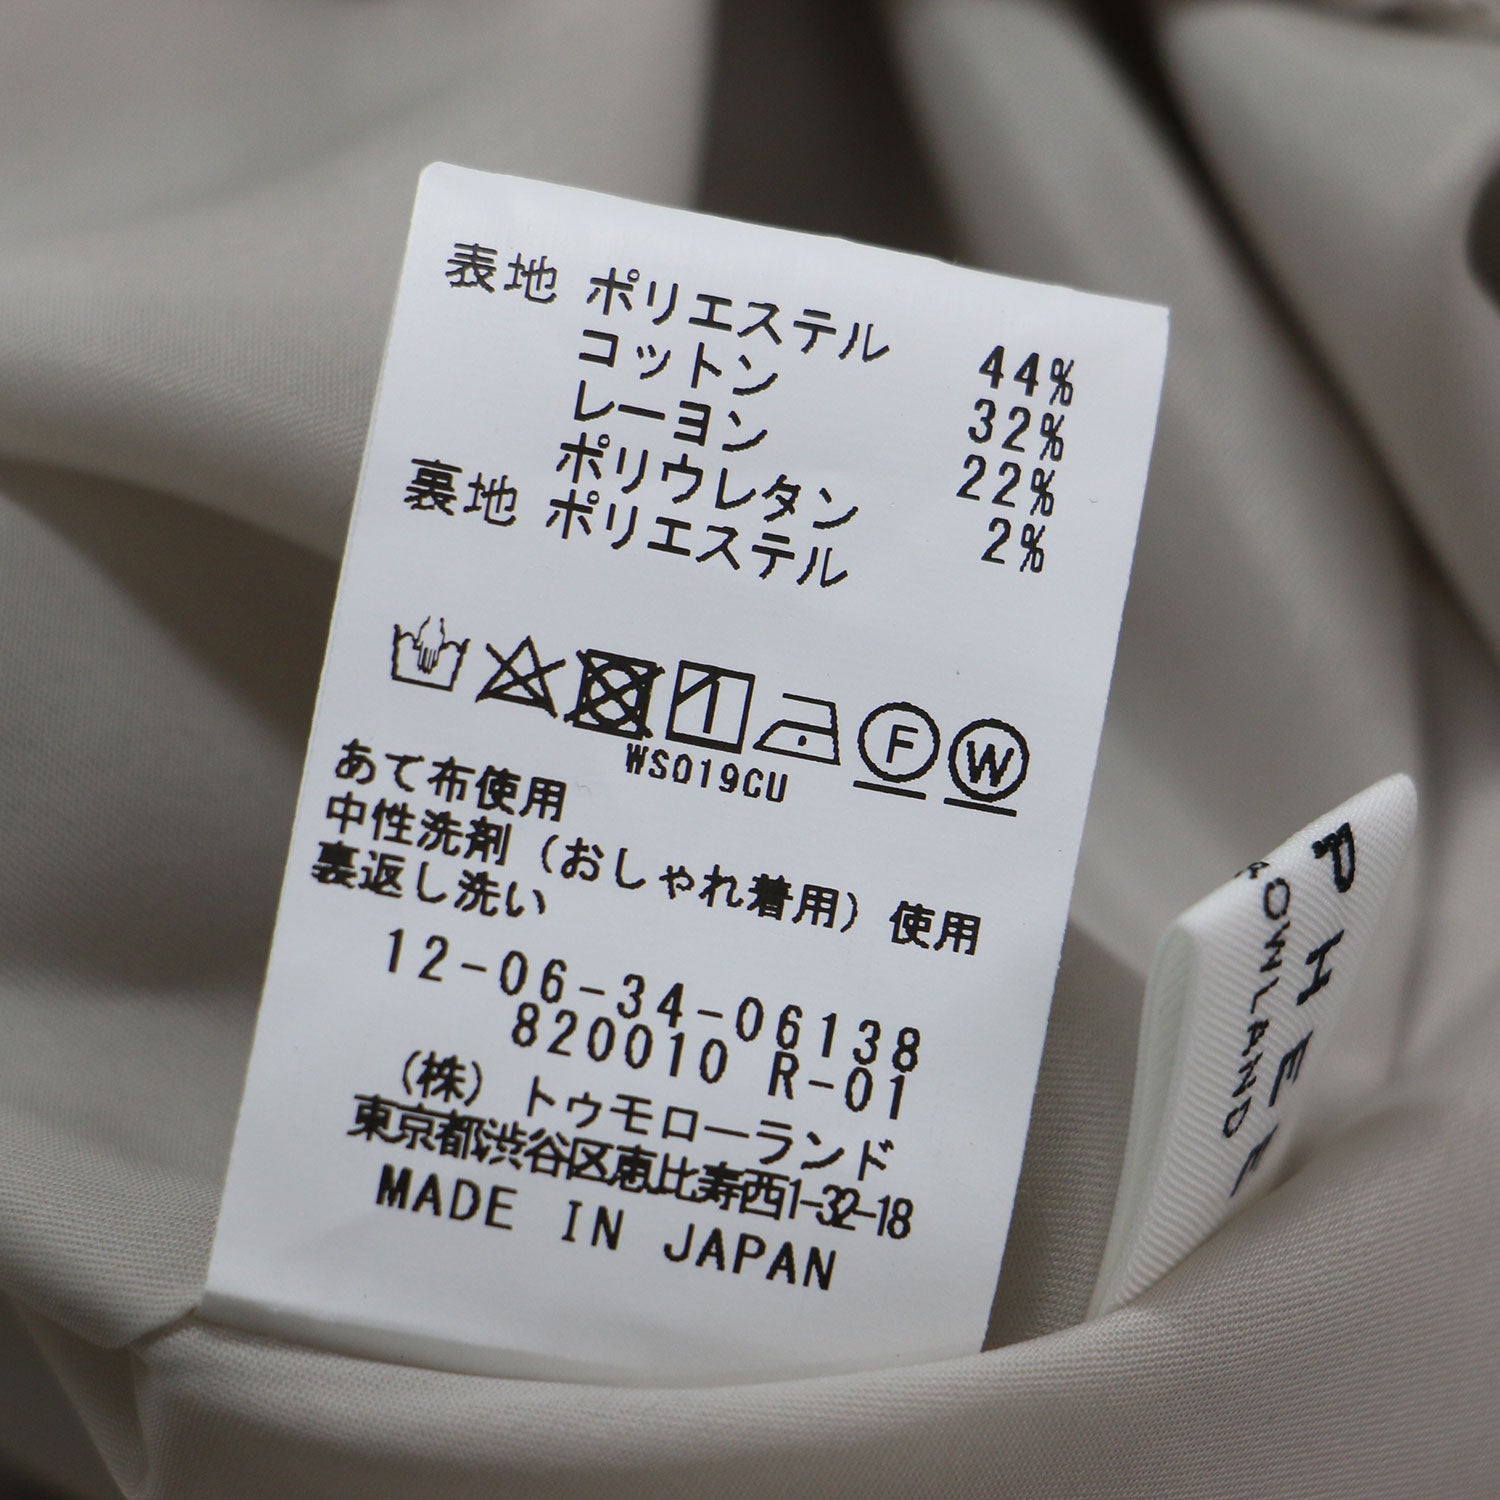 表地 ポリエステル 44%
コットン 32%
レーヨン 22%
ポリウレタン 2%
裏地 ポリエステル
F W
WS019CU
あて布使用
中性洗剤(おしゃれ着用)使用
裏返し洗い
12-06-34-06138
820010 R-01
(株) トゥモローランド
東京都渋谷区恵比寿西1-32-18
MADE IN JAPAN
PHEE
OWLAND